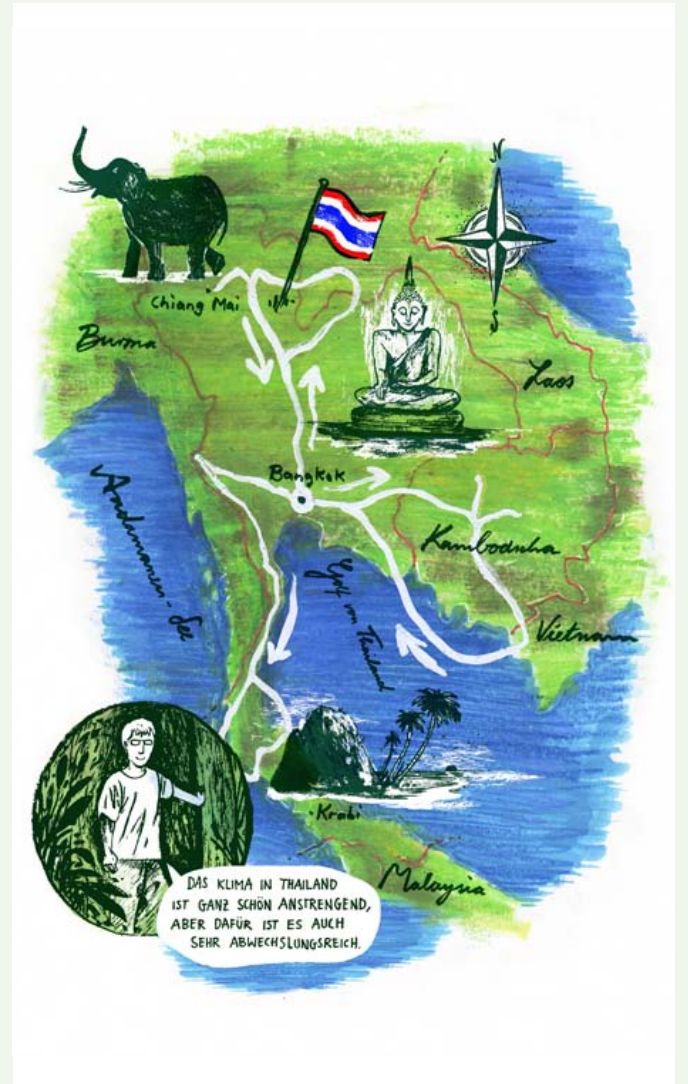 N
S
Chiang Mai
Burma
Laos
Bangkok
Andamanen-See
Golf von Thailand
Kambodscha
Vietnam
Krabi
Malaysia
DAS KLIMA IN THAILAND
IST GANZ SCHÖN ANSTRENGEND,
ABER DAFÜR IST ES AUCH
SEHR ABWECHSLUNGSREICH.